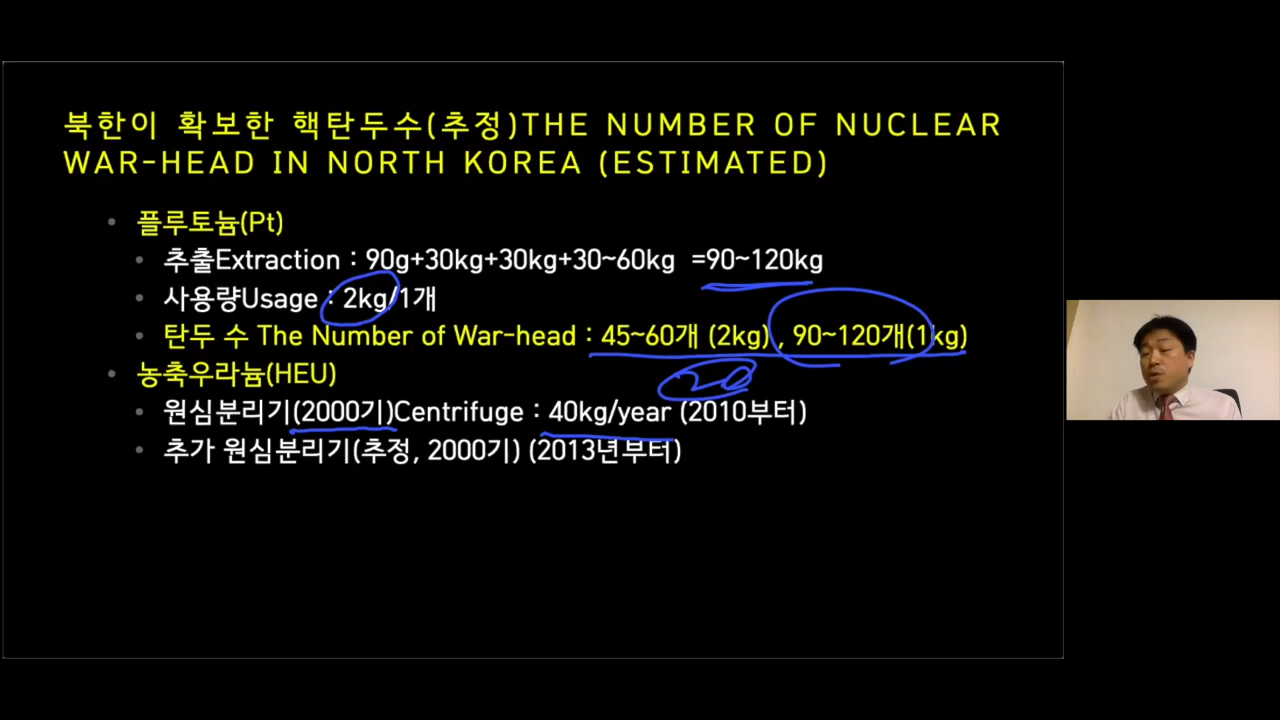 북한이 확보한 핵탄두수(추정)THE NUMBER OF NUCLEAR
WAR-HEAD IN NORTH KOREA (ESTIMATED)
• 플루토늄(Pt)
• 추출Extraction : 90g+30kg+30kg+30~60kg =90~120kg
• 사용량Usage : 2kg/1개
• 탄두 수 The Number of War-head : 45~60개 (2kg) , 90~120개(1kg)
20
• 농축우라늄(HEU)
• 원심분리기(2000기)Centrifuge : 40kg/year (2010부터)
• 추가 원심분리기(추정, 2000기) (2013년부터)